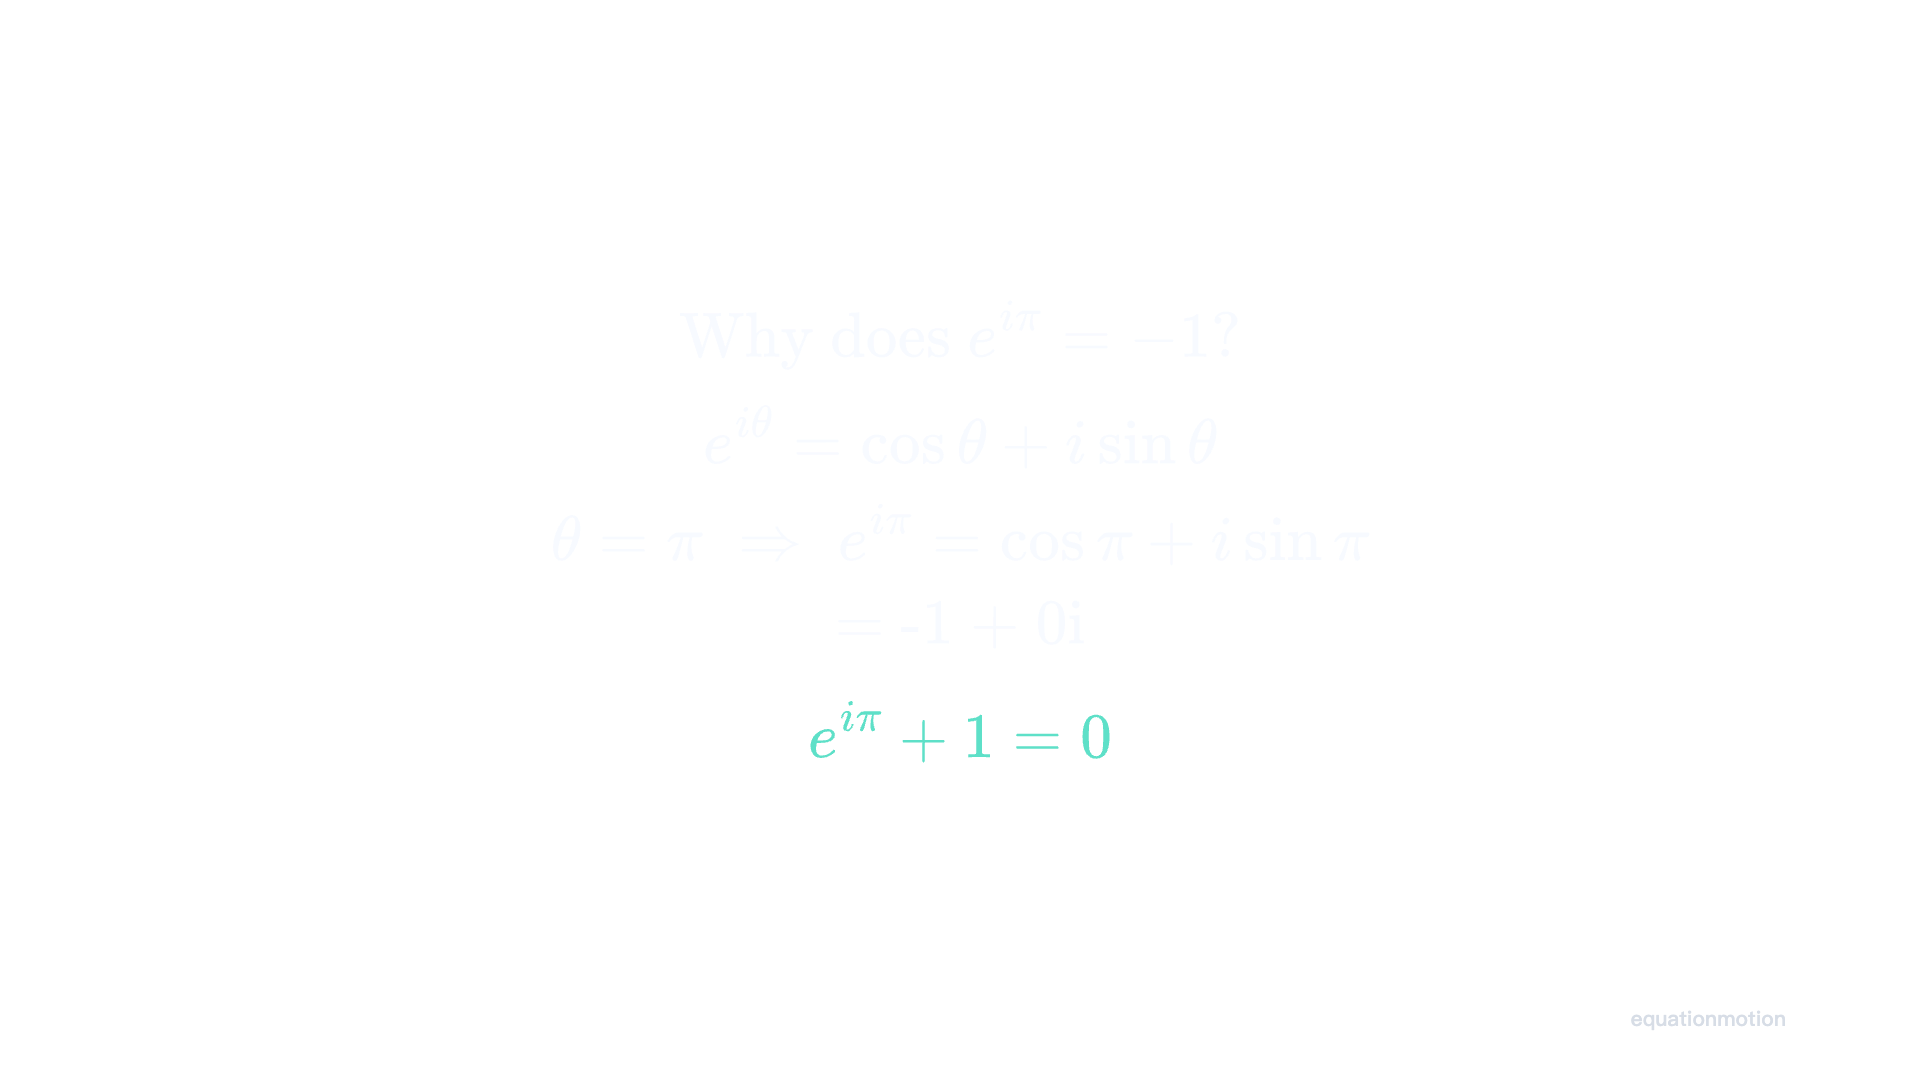 Why does e^{iπ} = −1?
e^{iθ} = cos θ + i sin θ
θ = π ⇒ e^{iπ} = cos π + i sin π
= -1 + 0i
e^{iπ} + 1 = 0
equationmotion